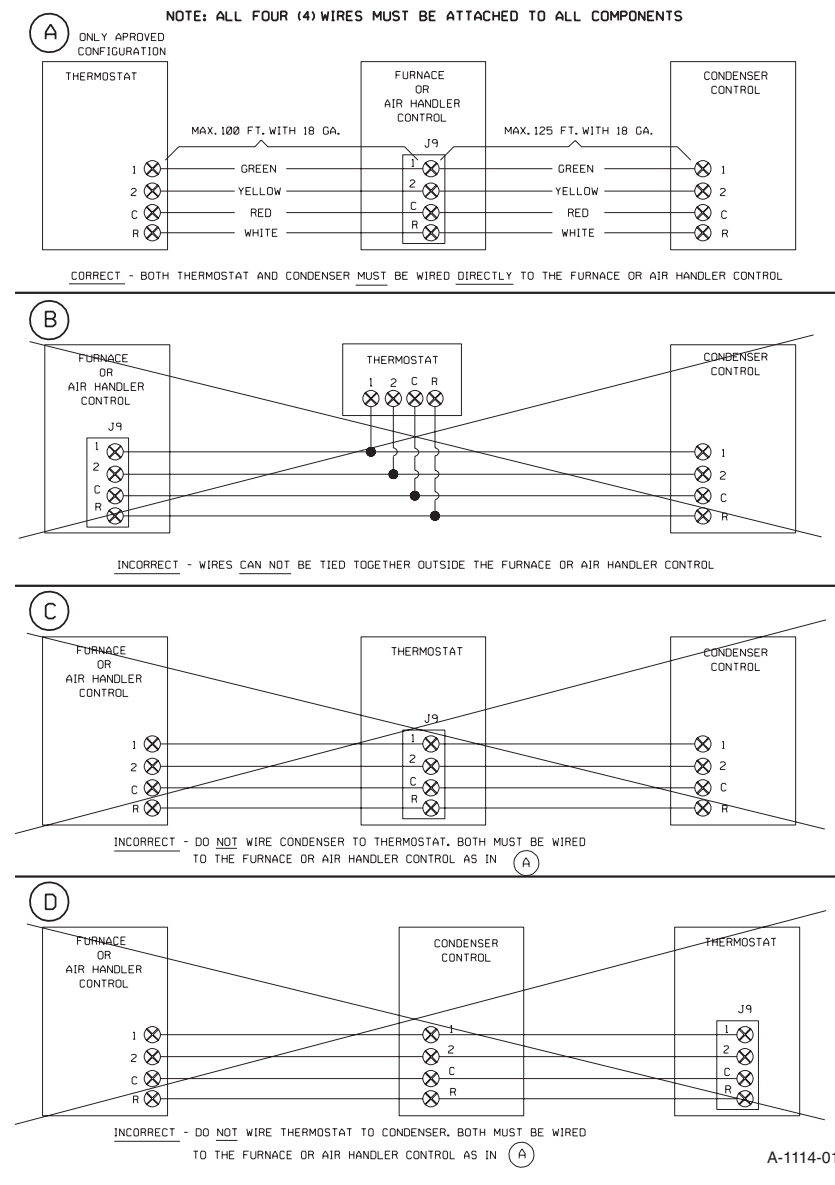 NOTE: ALL FOUR (4) WIRES MUST BE ATTACHED TO ALL COMPONENTS
A
ONLY APROVED
CONFIGURATION
THERMOSTAT
FURNACE
OR
AIR HANDLER
CONTROL
CONDENSER
CONTROL
MAX. 100 FT. WITH 18 GA.
J9
MAX. 125 FT. WITH 18 GA.
1 GREEN 1 GREEN 1
2 YELLOW 2 YELLOW 2
C RED C RED C
R WHITE R WHITE R
CORRECT - BOTH THERMOSTAT AND CONDENSER MUST BE WIRED DIRECTLY TO THE FURNACE OR AIR HANDLER CONTROL
B
FURNACE
OR
AIR HANDLER
CONTROL
THERMOSTAT
1 2 C R
CONDENSER
CONTROL
J9
1 1
2 2
C C
R R
INCORRECT - WIRES CAN NOT BE TIED TOGETHER OUTSIDE THE FURNACE OR AIR HANDLER CONTROL
C
FURNACE
OR
AIR HANDLER
CONTROL
THERMOSTAT
CONDENSER
CONTROL
J9
1 1 1
2 2 2
C C C
R R R
INCORRECT - DO NOT WIRE CONDENSER TO THERMOSTAT. BOTH MUST BE WIRED
TO THE FURNACE OR AIR HANDLER CONTROL AS IN A
D
FURNACE
OR
AIR HANDLER
CONTROL
CONDENSER
CONTROL
THERMOSTAT
J9
1 1 1
2 2 2
C C C
R R R
INCORRECT - DO NOT WIRE THERMOSTAT TO CONDENSER. BOTH MUST BE WIRED
TO THE FURNACE OR AIR HANDLER CONTROL AS IN A
A-1114-01